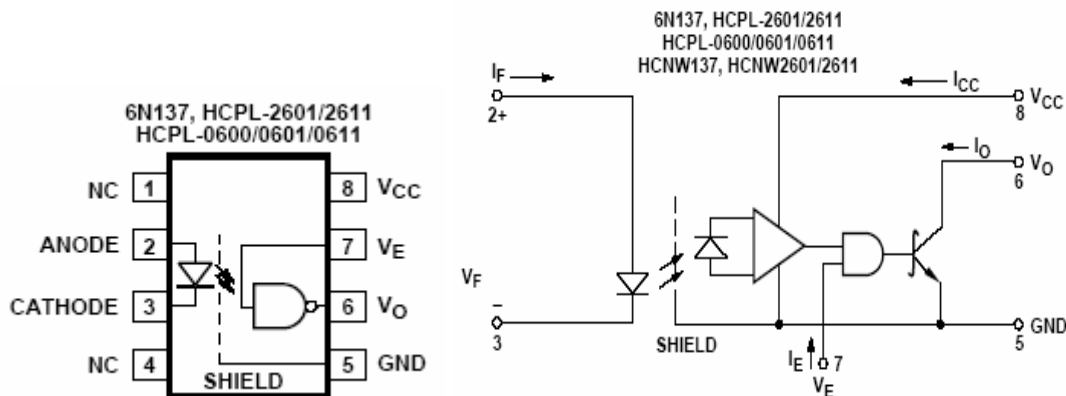 6N137, HCPL-2601/2611
HCPL-0600/0601/0611
NC 1
ANODE 2
CATHODE 3
NC 4
8 VCC
7 VE
6 VO
5 GND
SHIELD
6N137, HCPL-2601/2611
HCPL-0600/0601/0611
HCNW137, HCNW2601/2611
IF
2+
VF
–
3
SHIELD
ICC
VCC
8
IO
VO
6
GND
5
IE
7
VE